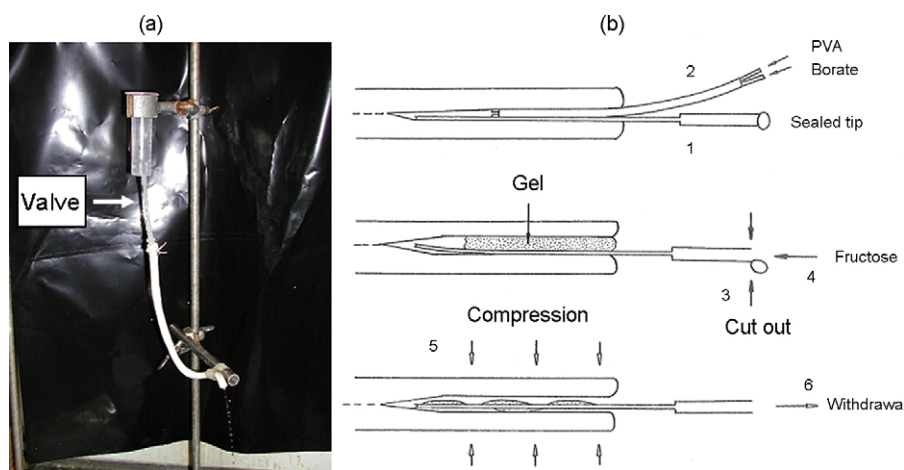 (a)
(b)
Valve
PVA
Borate
2
Sealed tip
1
Gel
Fructose
4
3
Cut out
Compression
5
6
Withdrawa